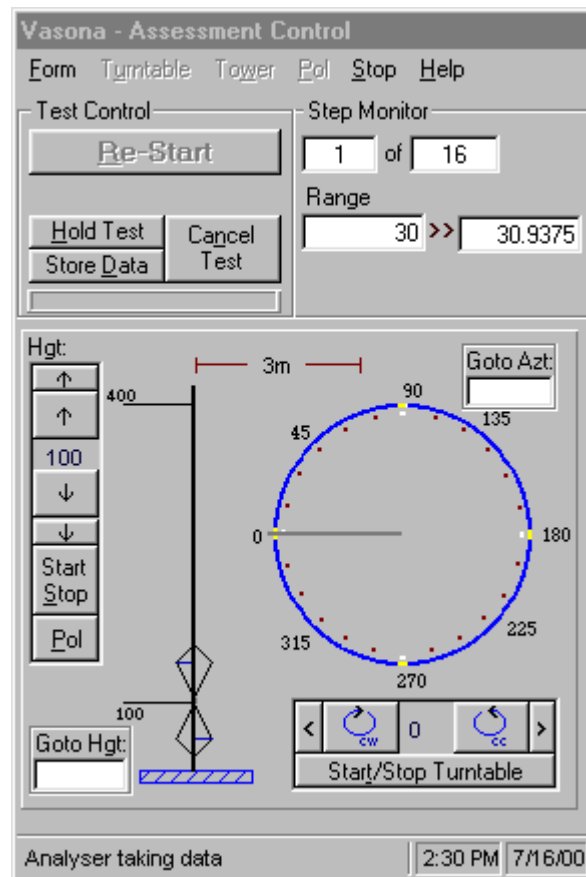 Vasona - Assessment Control
Form Turntable Tower Pol Stop Help
Test Control
Re-Start
Hold Test
Store Data
Cancel
Test
Step Monitor
1 of 16
Range
30 >> 30.9375
Hgt:
100
Start
Stop
Pol
Goto Hgt:
400
100
3m
Goto Azt:
90
45
135
0
180
315
225
270
< cw 0 cc >
Start/Stop Turntable
Analyser taking data
2:30 PM 7/16/00